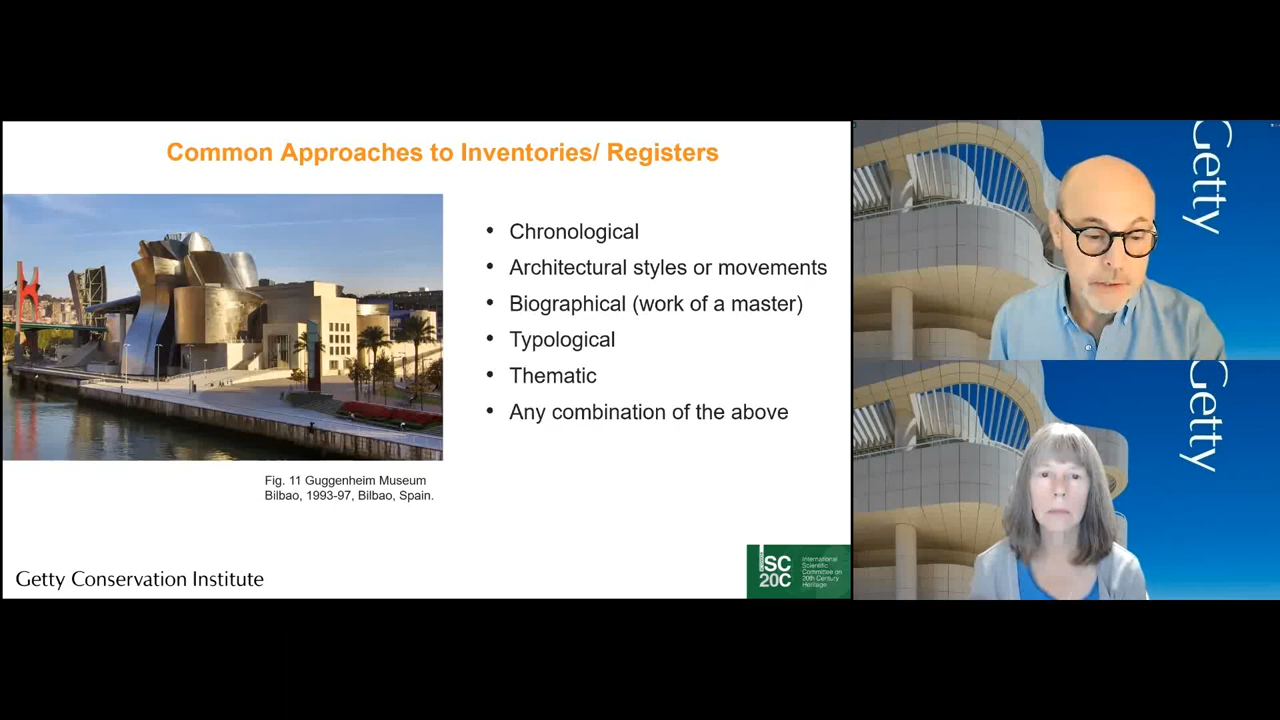 Common Approaches to Inventories/ Registers
• Chronological
• Architectural styles or movements
• Biographical (work of a master)
• Typological
• Thematic
• Any combination of the above
Fig. 11 Guggenheim Museum
Bilbao, 1993-97, Bilbao, Spain.
Getty Conservation Institute
ISC
20C
International
Scientific
Committee on
20th Century
Heritage
Getty
Getty